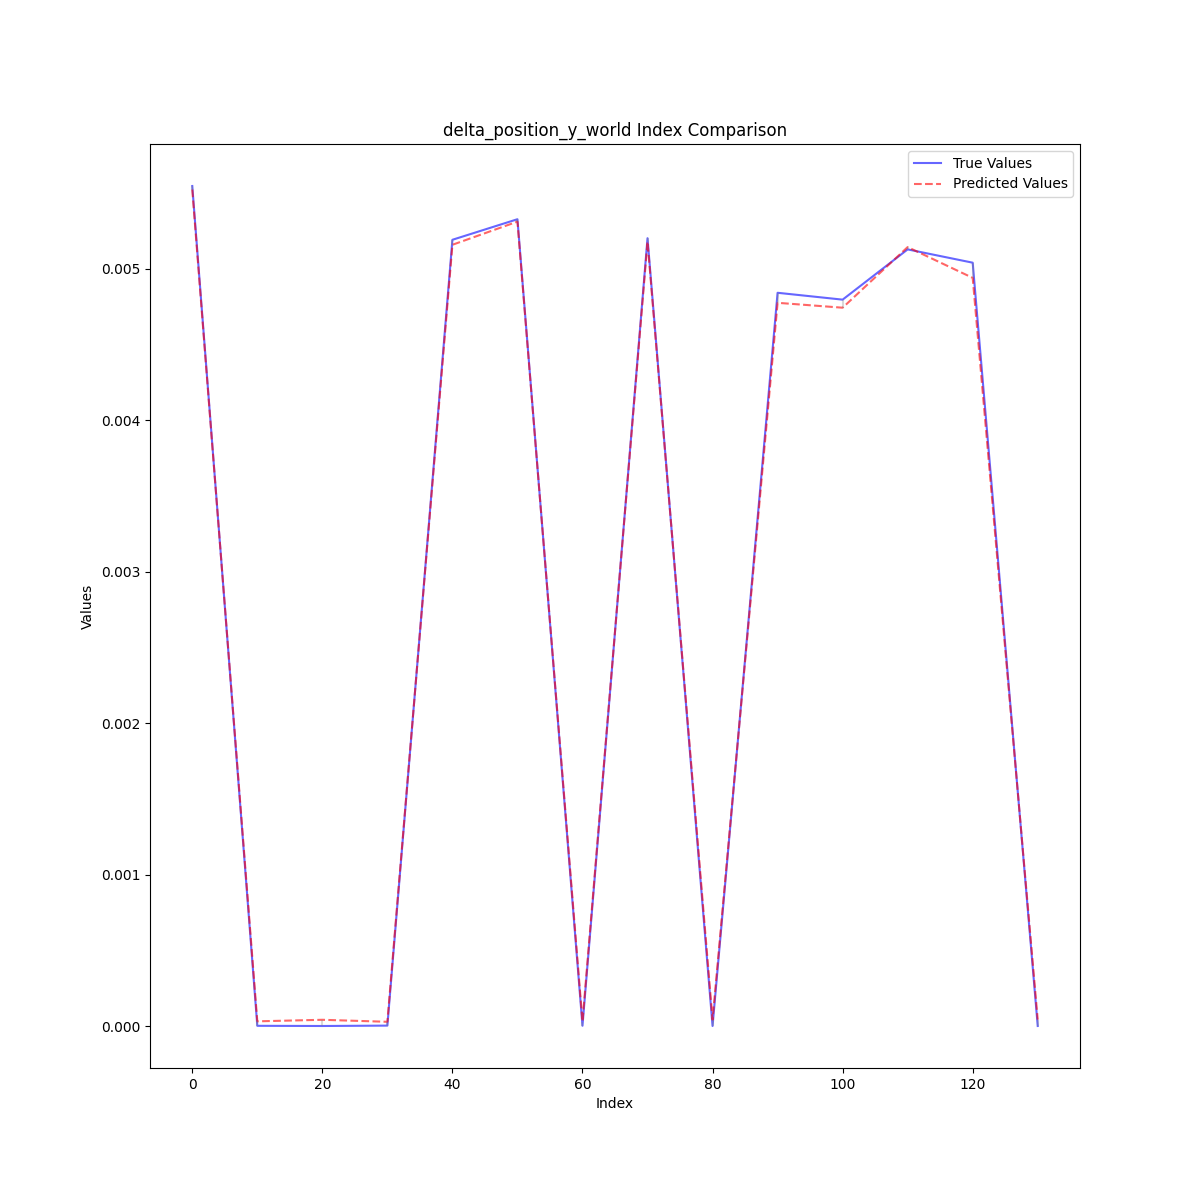 delta_position_y_world Index Comparison
True Values
Predicted Values
0.005
0.004
0.003
0.002
0.001
0.000
Values
0 20 40 60 80 100 120
Index